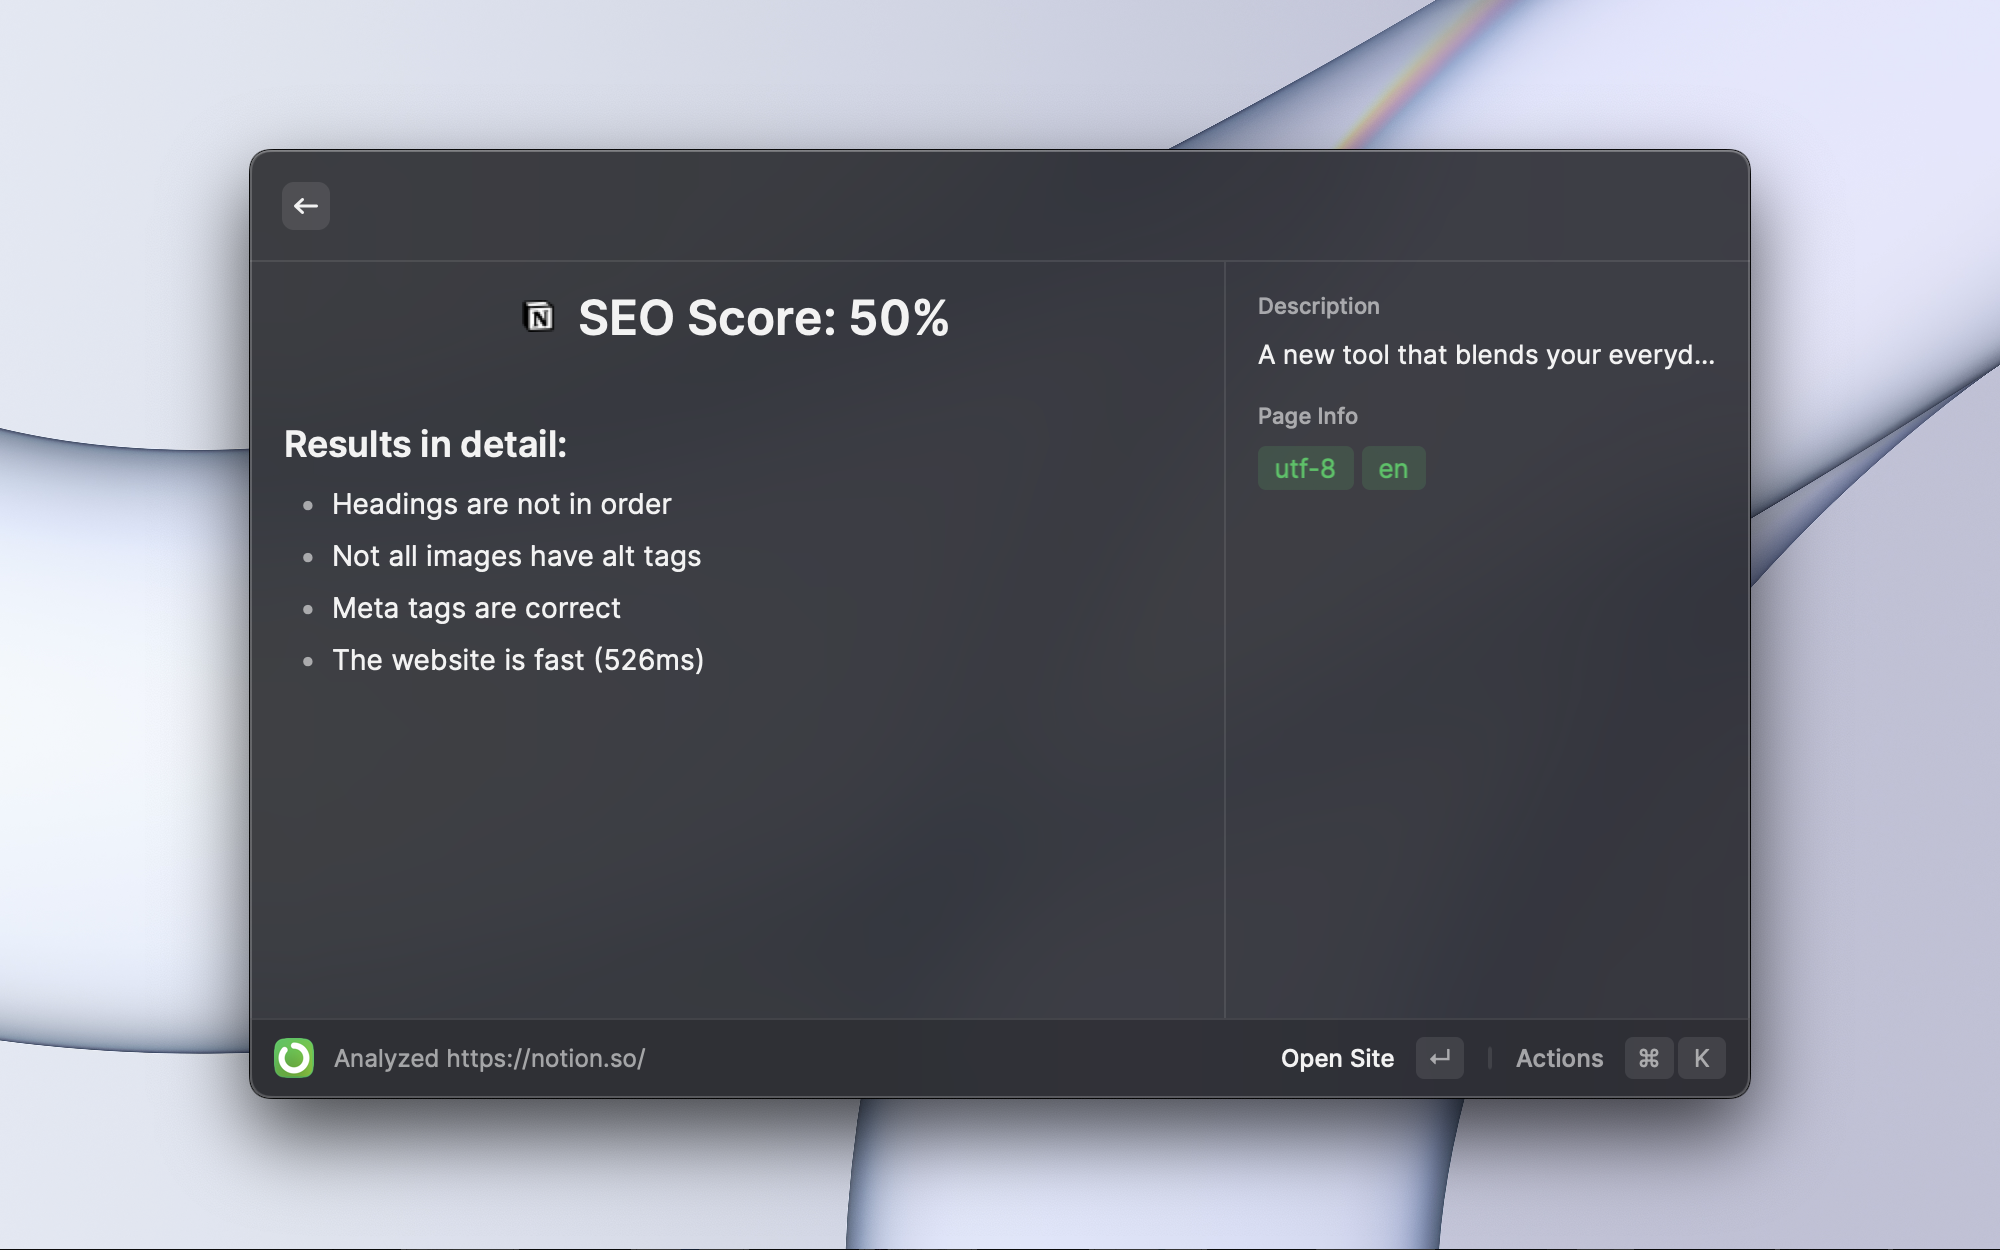 SEO Score: 50%
Results in detail:
Headings are not in order
Not all images have alt tags
Meta tags are correct
The website is fast (526ms)
Description
A new tool that blends your everyd...
Page Info
utf-8 en
Analyzed https://notion.so/
Open Site ↵ Actions ⌘ K